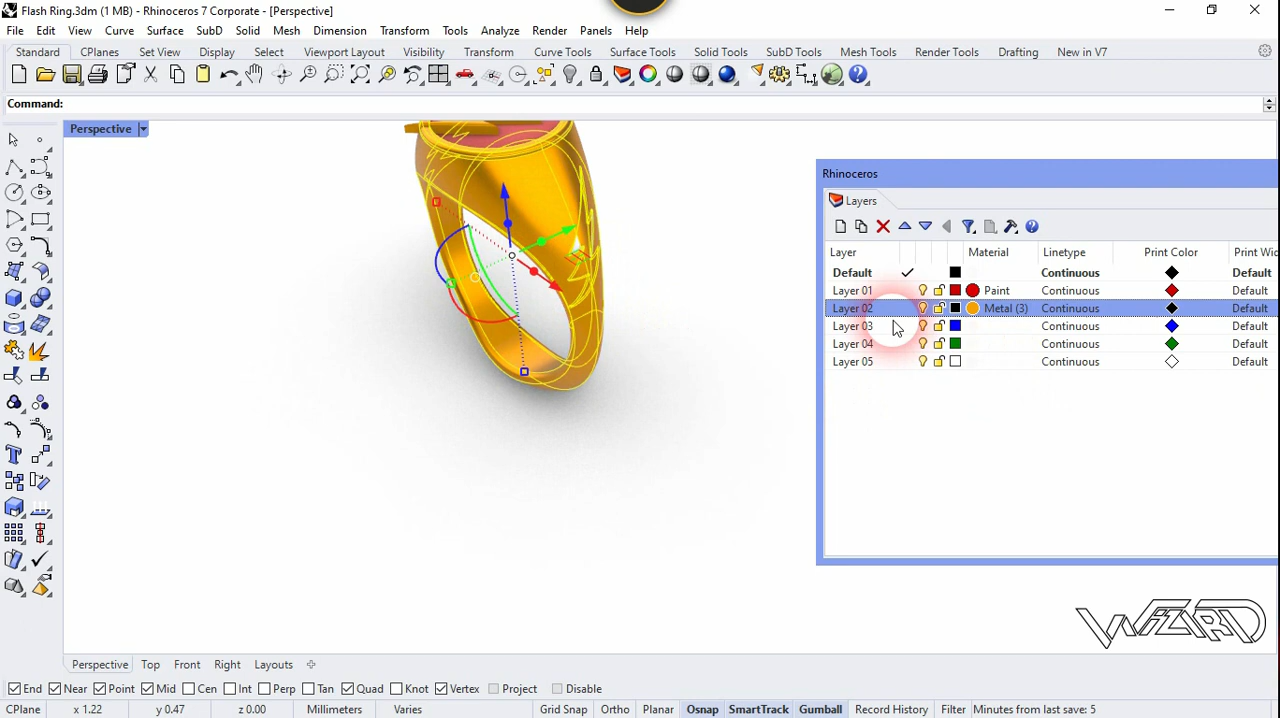 Flash Ring.3dm (1 MB) - Rhinoceros 7 Corporate - [Perspective]
File Edit View Curve Surface SubD Solid Mesh Dimension Transform Tools Analyze Render Panels Help
Standard CPlanes Set View Display Select Viewport Layout Visibility Transform Curve Tools Surface Tools Solid Tools SubD Tools Mesh Tools Render Tools Drafting New in V7
Command:
Perspective
Rhinoceros
Layers
Layer Material Linetype Print Color Print Wi
Default Continuous Default
Layer 01 Paint Continuous Default
Layer 02 Metal (3) Continuous Default
Layer 03 Continuous Default
Layer 04 Continuous Default
Layer 05 Continuous Default
WIZARD
Perspective Top Front Right Layouts
End Near Point Mid Cen Int Perp Tan Quad Knot Vertex Project Disable
CPlane x 1.22 y 0.47 z 0.00 Millimeters Varies Grid Snap Ortho Planar Osnap SmartTrack Gumball Record History Filter Minutes from last save: 5